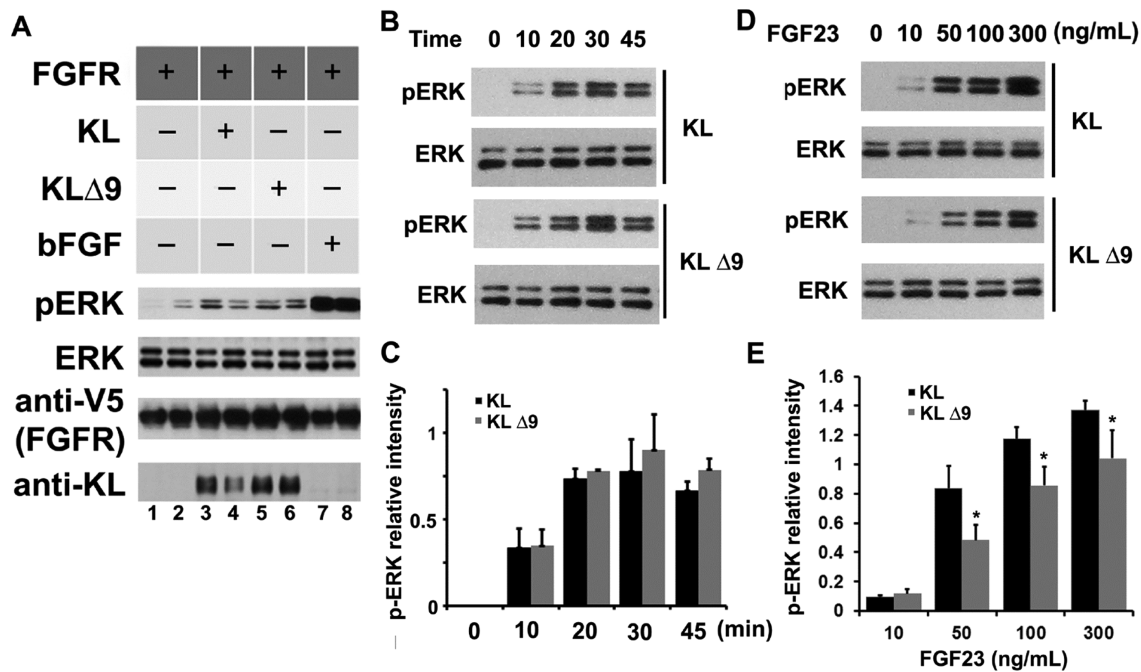 A
FGFR + + + +
KL − + − −
KLΔ9 − − + −
bFGF − − − +
pERK
ERK
anti-V5
(FGFR)
anti-KL
1 2 3 4 5 6 7 8
B
Time 0 10 20 30 45
pERK
KL
ERK
pERK
KL Δ9
ERK
C
p-ERK relative intensity
KL
KL Δ9
1
0.5
0
0 10 20 30 45 (min)
D
FGF23 0 10 50 100 300 (ng/mL)
pERK
KL
ERK
pERK
KL Δ9
ERK
E
p-ERK relative intensity
KL
KL Δ9
1.6
1.4
1.2
1
0.8
0.6
0.4
0.2
0
* * *
10 50 100 300
FGF23 (ng/mL)